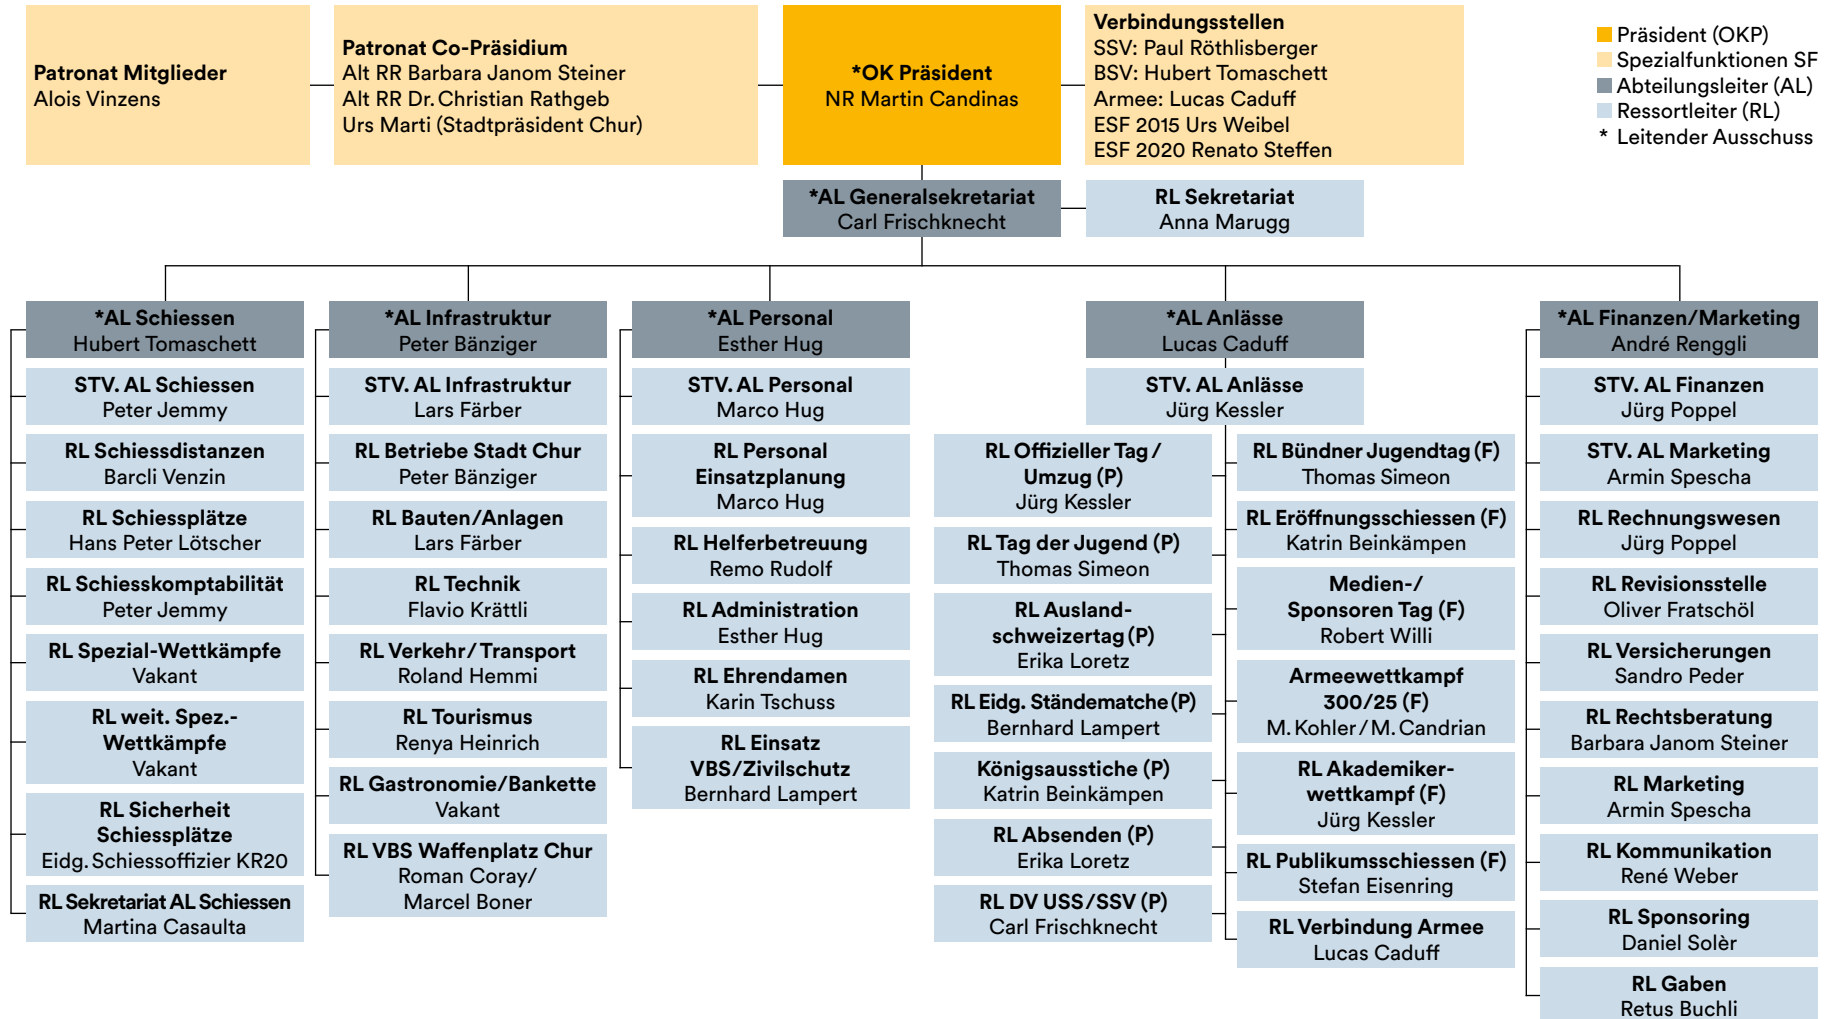 Patronat Mitglieder
Alois Vinzens
Patronat Co-Präsidium
Alt RR Barbara Janom Steiner
Alt RR Dr. Christian Rathgeb
Urs Marti (Stadtpräsident Chur)
*OK Präsident
NR Martin Candinas
Verbindungsstellen
SSV: Paul Röthlisberger
BSV: Hubert Tomaschett
Armee: Lucas Caduff
ESF 2015 Urs Weibel
ESF 2020 Renato Steffen
Präsident (OKP)
Spezialfunktionen SF
Abteilungsleiter (AL)
Ressortleiter (RL)
* Leitender Ausschuss
*AL Generalsekretariat
Carl Frischknecht
RL Sekretariat
Anna Marugg
*AL Schiessen
Hubert Tomaschett
STV. AL Schiessen
Peter Jemmy
RL Schiessdistanzen
Barcli Venzin
RL Schiessplätze
Hans Peter Lötscher
RL Schiesskomptabilität
Peter Jemmy
RL Spezial-Wettkämpfe
Vakant
RL weit. Spez.-
Wettkämpfe
Vakant
RL Sicherheit
Schiessplätze
Eidg. Schiessoffizier KR20
RL Sekretariat AL Schiessen
Martina Casaulta
*AL Infrastruktur
Peter Bänziger
STV. AL Infrastruktur
Lars Färber
RL Betriebe Stadt Chur
Peter Bänziger
RL Bauten/Anlagen
Lars Färber
RL Technik
Flavio Krättli
RL Verkehr/Transport
Roland Hemmi
RL Tourismus
Renya Heinrich
RL Gastronomie/Bankette
Vakant
RL VBS Waffenplatz Chur
Roman Coray/
Marcel Boner
*AL Personal
Esther Hug
STV. AL Personal
Marco Hug
RL Personal
Einsatzplanung
Marco Hug
RL Helferbetreuung
Remo Rudolf
RL Administration
Esther Hug
RL Ehrendamen
Karin Tschuss
RL Einsatz
VBS/Zivilschutz
Bernhard Lampert
*AL Anlässe
Lucas Caduff
STV. AL Anlässe
Jürg Kessler
RL Offizieller Tag/
Umzug (P)
Jürg Kessler
RL Tag der Jugend (P)
Thomas Simeon
RL Ausland-
schweizertag (P)
Erika Loretz
RL Eidg. Ständematche (P)
Bernhard Lampert
Königsausstiche (P)
Katrin Beinkämpen
RL Absenden (P)
Erika Loretz
RL DV USS/SSV (P)
Carl Frischknecht
RL Bündner Jugendtag (F)
Thomas Simeon
RL Eröffnungsschiessen (F)
Katrin Beinkämpen
Medien-/
Sponsoren Tag (F)
Robert Willi
Armeewettkampf
300/25 (F)
M. Kohler/M. Candrian
RL Akademiker-
wettkampf (F)
Jürg Kessler
RL Publikumsschiessen (F)
Stefan Eisenring
RL Verbindung Armee
Lucas Caduff
*AL Finanzen/Marketing
André Renggli
STV. AL Finanzen
Jürg Poppel
STV. AL Marketing
Armin Spescha
RL Rechnungswesen
Jürg Poppel
RL Revisionsstelle
Oliver Fratschöl
RL Versicherungen
Sandro Peder
RL Rechtsberatung
Barbara Janom Steiner
RL Marketing
Armin Spescha
RL Kommunikation
René Weber
RL Sponsoring
Daniel Solèr
RL Gaben
Retus Buchli